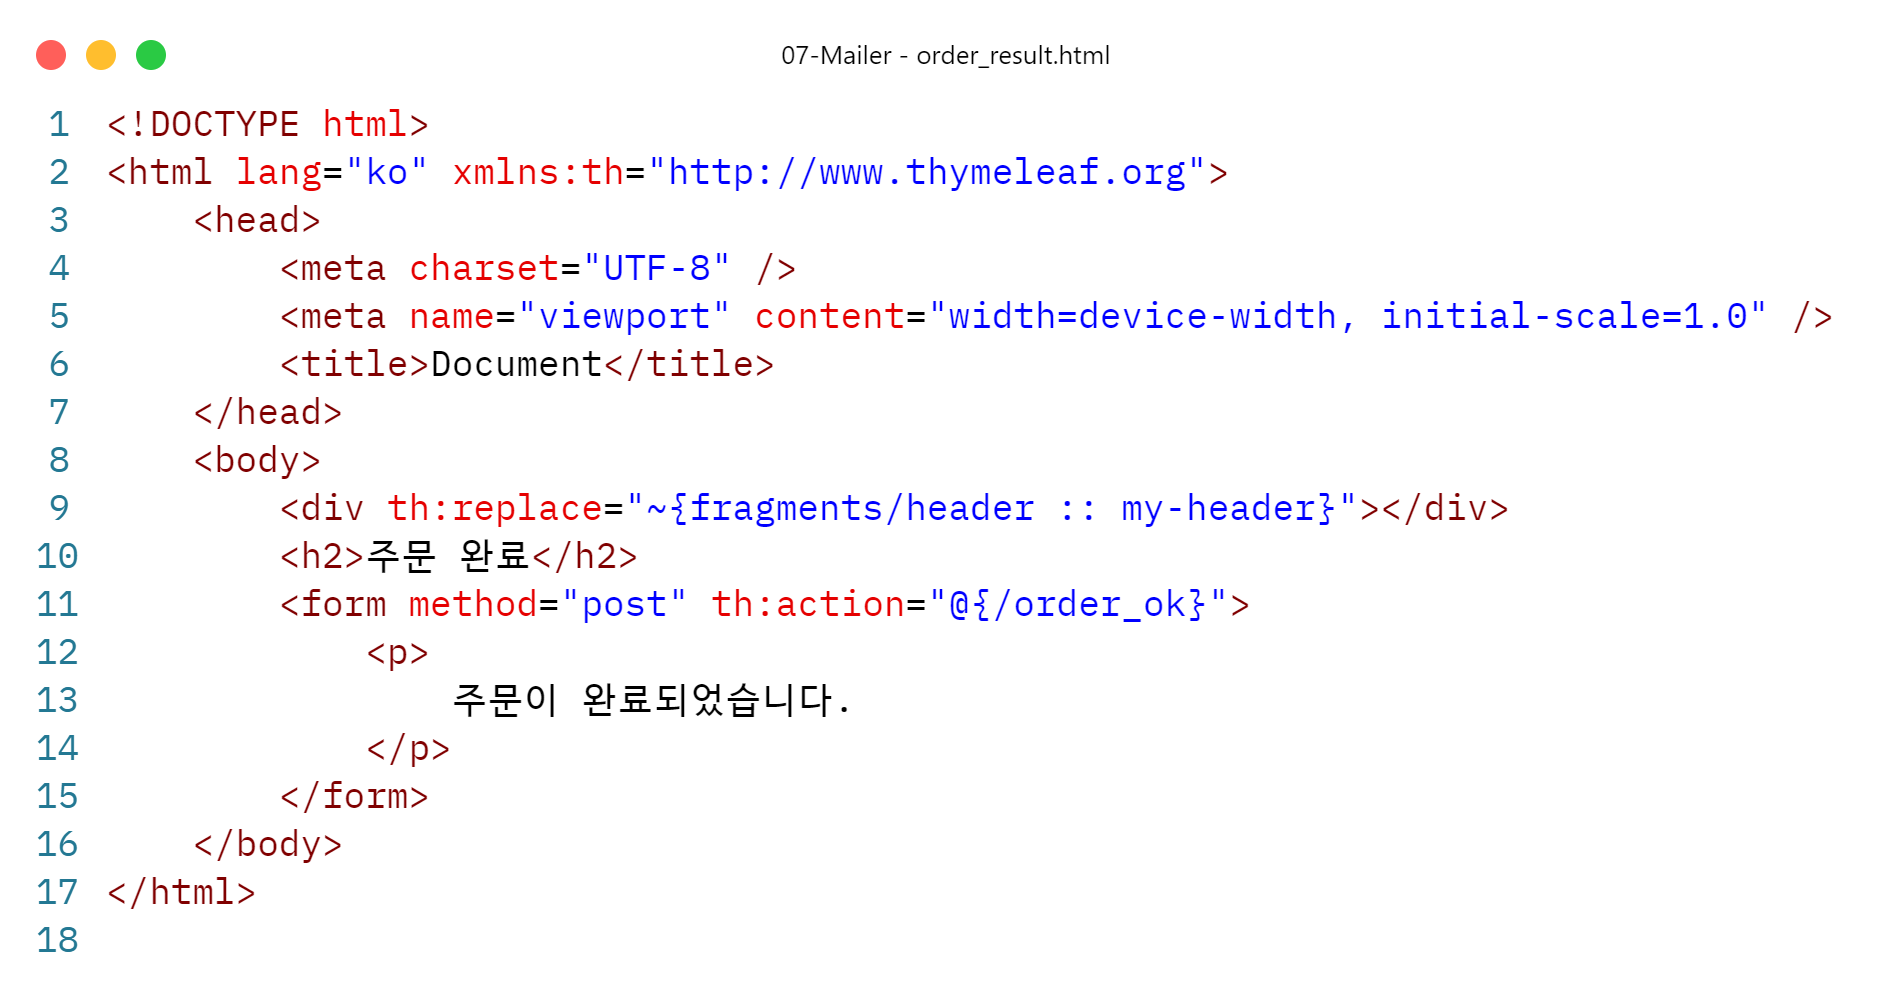 07-Mailer - order_result.html
1 <!DOCTYPE html>
2 <html lang="ko" xmlns:th="http://www.thymeleaf.org">
3     <head>
4         <meta charset="UTF-8" />
5         <meta name="viewport" content="width=device-width, initial-scale=1.0" />
6         <title>Document</title>
7     </head>
8     <body>
9         <div th:replace="~{fragments/header :: my-header}"></div>
10         <h2>주문 완료</h2>
11         <form method="post" th:action="@{/order_ok}">
12             <p>
13                 주문이 완료되었습니다.
14             </p>
15         </form>
16     </body>
17 </html>
18